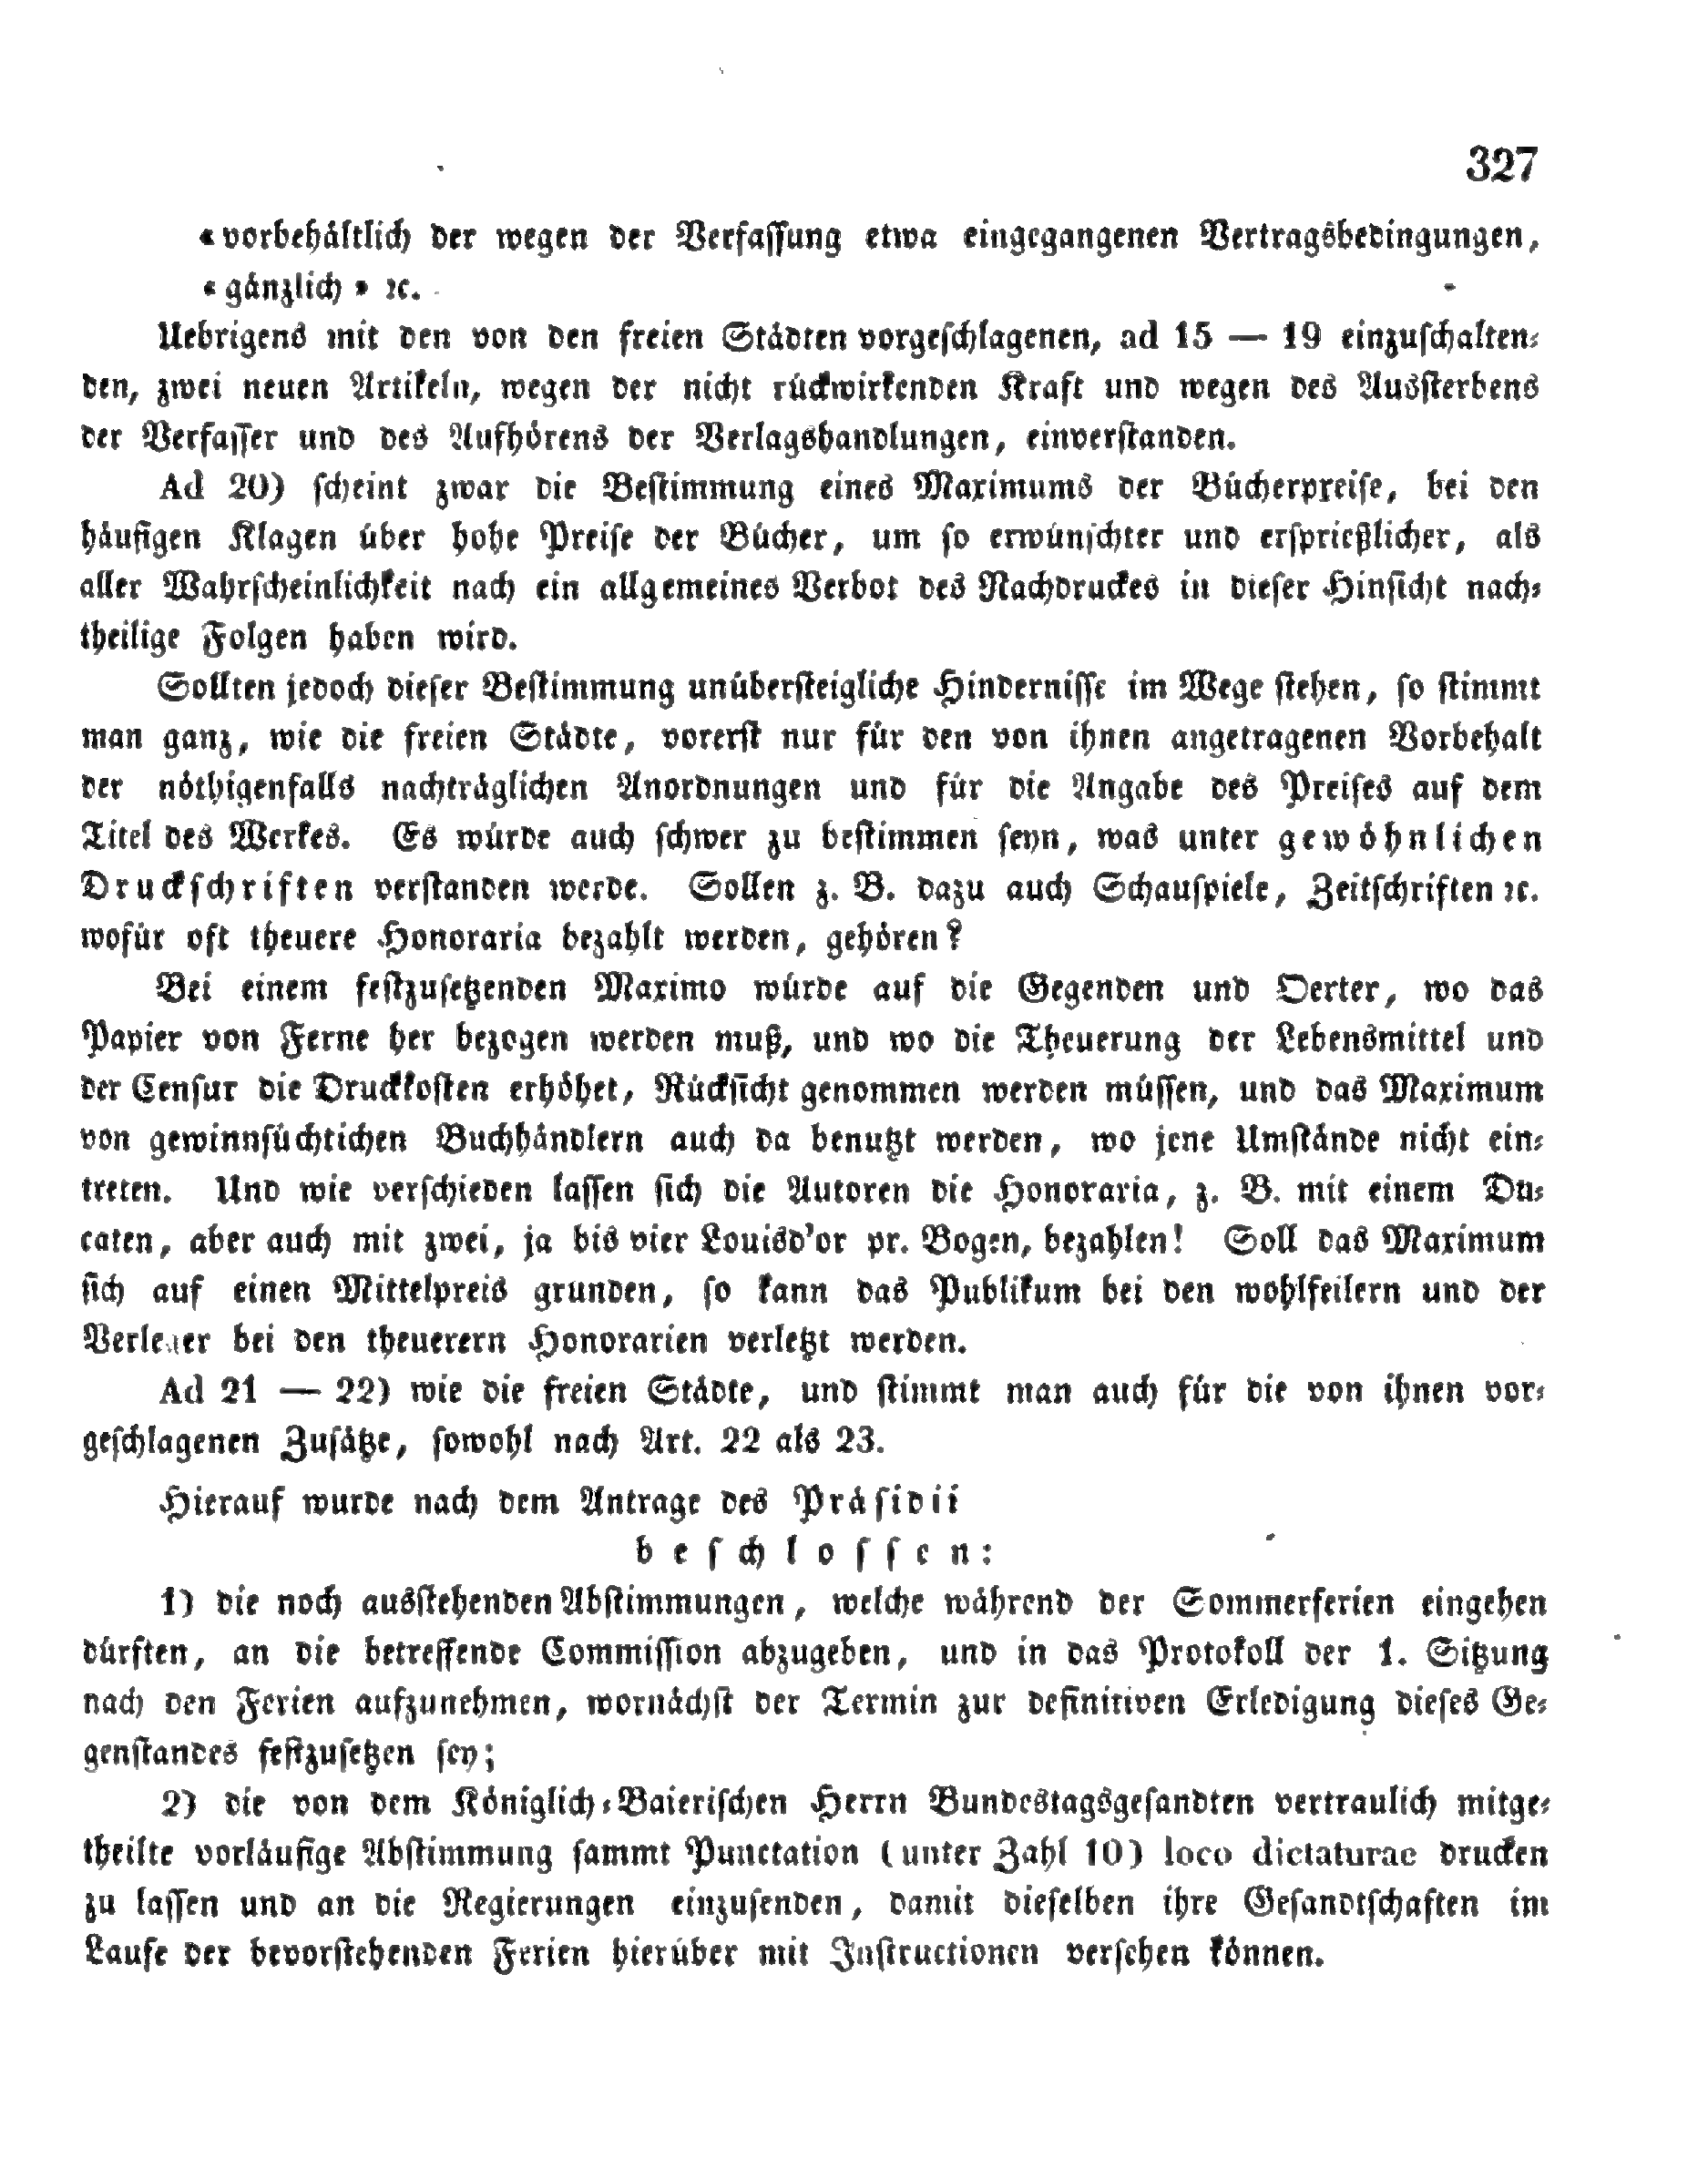 327
«vorbehältlich der wegen der Verfassung etwa eingegangenen Vertragsbedingungen,
«gänzlich» ꝛc.
Uebrigens mit den von den freien Städten vorgeschlagenen, ad 15 — 19 einzuschalten-
den, zwei neuen Artikeln, wegen der nicht rückwirkenden Kraft und wegen des Aussterbens
der Verfasser und des Aufhörens der Verlagshandlungen, einverstanden.
Ad 20) scheint zwar die Bestimmung eines Maximums der Bücherpreise, bei den
häufigen Klagen über hohe Preise der Bücher, um so erwünschter und ersprießlicher, als
aller Wahrscheinlichkeit nach ein allgemeines Verbot des Nachdruckes in dieser Hinsicht nach-
theilige Folgen haben wird.
Sollten jedoch dieser Bestimmung unübersteigliche Hindernisse im Wege stehen, so stimmt
man ganz, wie die freien Städte, vorerst nur für den von ihnen angetragenen Vorbehalt
der nöthigenfalls nachträglichen Anordnungen und für die Angabe des Preises auf dem
Titel des Werkes. Es würde auch schwer zu bestimmen seyn, was unter gewöhnlichen
Druckschriften verstanden werde. Sollen z. B. dazu auch Schauspiele, Zeitschriften ꝛc.
wofür oft theuere Honoraria bezahlt werden, gehören?
Bei einem festzusetzenden Maximo würde auf die Gegenden und Oerter, wo das
Papier von Ferne her bezogen werden muß, und wo die Theuerung der Lebensmittel und
der Censur die Druckkosten erhöhet, Rücksicht genommen werden müssen, und das Maximum
von gewinnsüchtichen Buchhändlern auch da benutzt werden, wo jene Umstände nicht ein-
treten. Und wie verschieden lassen sich die Autoren die Honoraria, z. B. mit einem Du-
caten, aber auch mit zwei, ja bis vier Louisd'or pr. Bogen, bezahlen! Soll das Maximum
sich auf einen Mittelpreis grunden, so kann das Publikum bei den wohlfeilern und der
Verleger bei den theuerern Honorarien verletzt werden.
Ad 21 — 22) wie die freien Städte, und stimmt man auch für die von ihnen vor-
geschlagenen Zusätze, sowohl nach Art. 22 als 23.
Hierauf wurde nach dem Antrage des Präsidii
beschlossen:
1) die noch ausstehenden Abstimmungen, welche während der Sommerferien eingehen
dürften, an die betreffende Commission abzugeben, und in das Protokoll der 1. Sitzung
nach den Ferien aufzunehmen, wornächst der Termin zur definitiven Erledigung dieses Ge-
genstandes festzusetzen sey;
2) die von dem Königlich-Baierischen Herrn Bundestagsgesandten vertraulich mitge-
theilte vorläufige Abstimmung sammt Punctation (unter Zahl 10) loco dictaturae drucken
zu lassen und an die Regierungen einzusenden, damit dieselben ihre Gesandtschaften im
Laufe der bevorstehenden Ferien hierüber mit Instructionen versehen können.